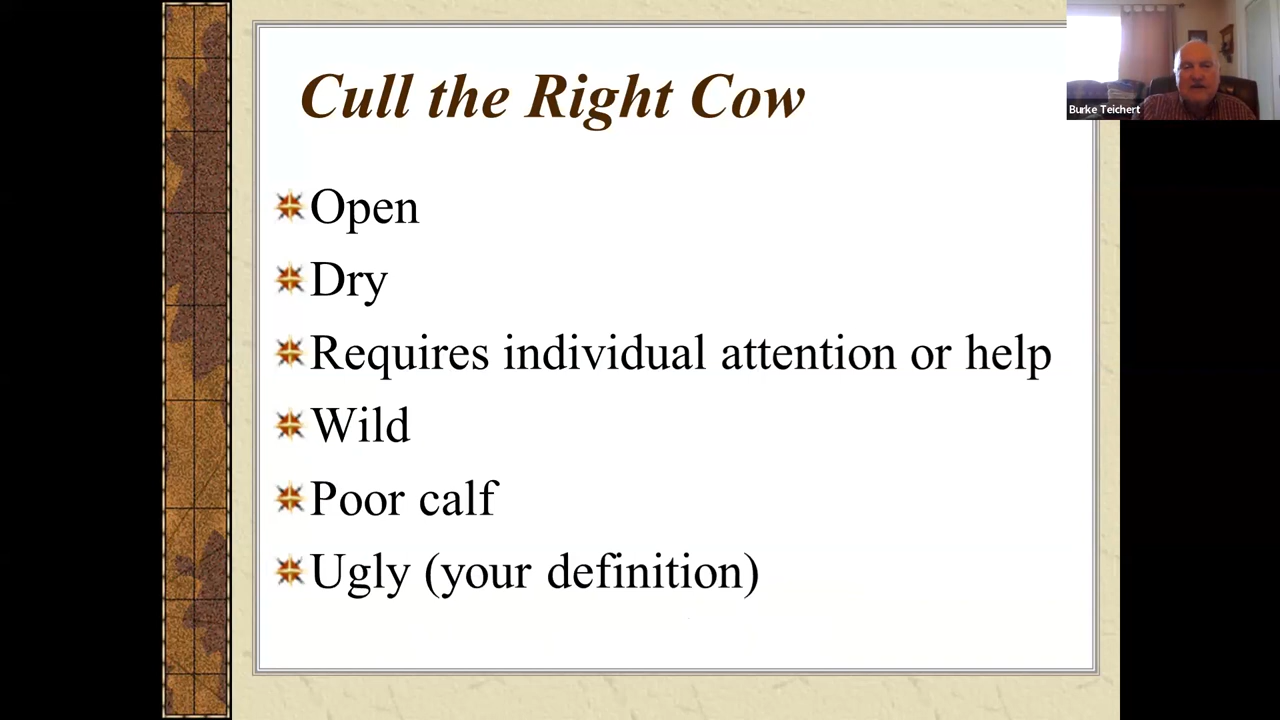 Cull the Right Cow
Open
Dry
Requires individual attention or help
Wild
Poor calf
Ugly (your definition)
Burke Teichert